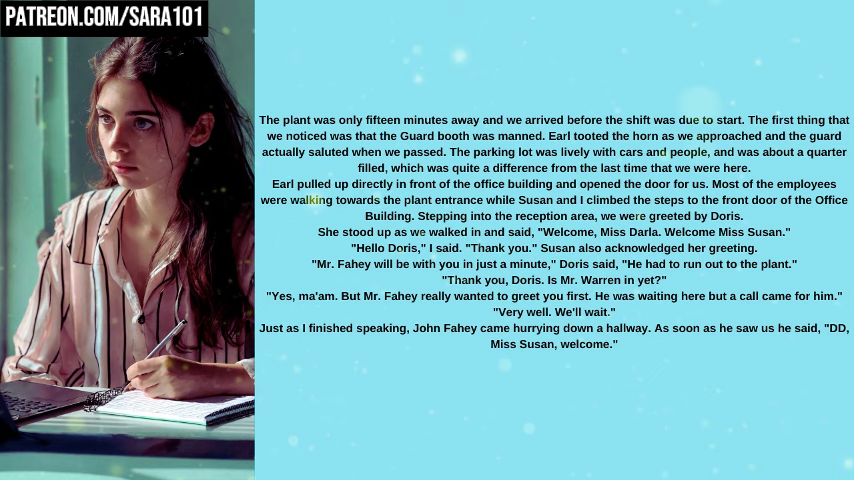 PATREON.COM/SARA101
The plant was only fifteen minutes away and we arrived before the shift was due to start. The first thing that
we noticed was that the Guard booth was manned. Earl tooted the horn as we approached and the guard
actually saluted when we passed. The parking lot was lively with cars and people, and was about a quarter
filled, which was quite a difference from the last time that we were here.
Earl pulled up directly in front of the office building and opened the door for us. Most of the employees
were walking towards the plant entrance while Susan and I climbed the steps to the front door of the Office
Building. Stepping into the reception area, we were greeted by Doris.
She stood up as we walked in and said, "Welcome, Miss Darla. Welcome Miss Susan."
"Hello Doris," I said. "Thank you." Susan also acknowledged her greeting.
"Mr. Fahey will be with you in just a minute," Doris said, "He had to run out to the plant."
"Thank you, Doris. Is Mr. Warren in yet?"
"Yes, ma'am. But Mr. Fahey really wanted to greet you first. He was waiting here but a call came for him."
"Very well. We'll wait."
Just as I finished speaking, John Fahey came hurrying down a hallway. As soon as he saw us he said, "DD,
Miss Susan, welcome."